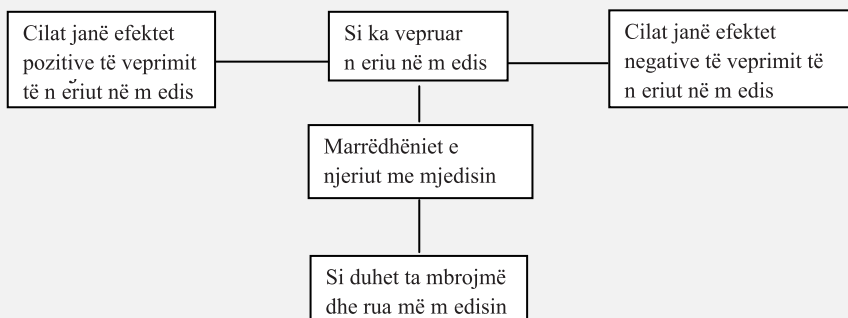 Cilat janë efektet
pozitive të veprimit
të n eriut në m edis
Si ka vepruar
n eriu në m edis
Cilat janë efektet
negative të veprimit të
n eriut në m edis
Marrëdhëniet e
njeriut me mjedisin
Si duhet ta mbrojmë
dhe rua më m edisin